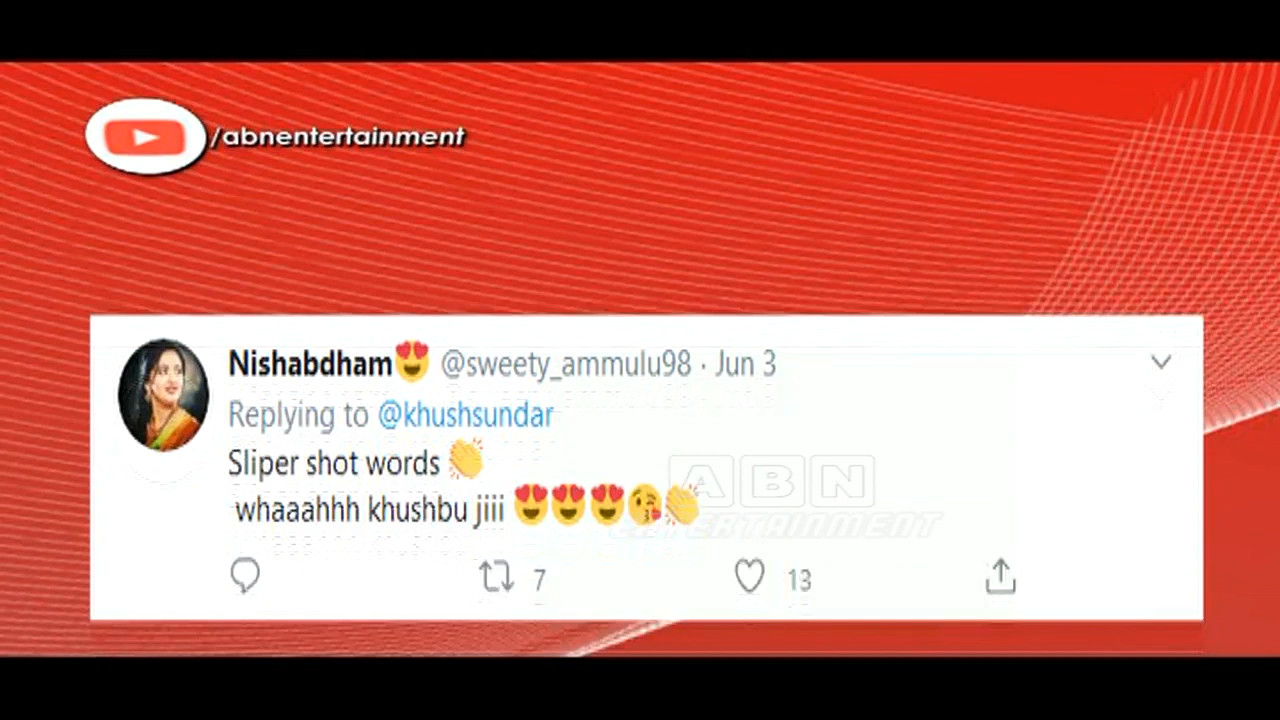 /abnentertainment
Nishabdham😍 @sweety_ammulu98 · Jun 3
Replying to @khushsundar
Sliper shot words 👏
whaaahhh khushbu jiii 😍😍😍😘👏
ABN
ENTERTAINMENT
7 13